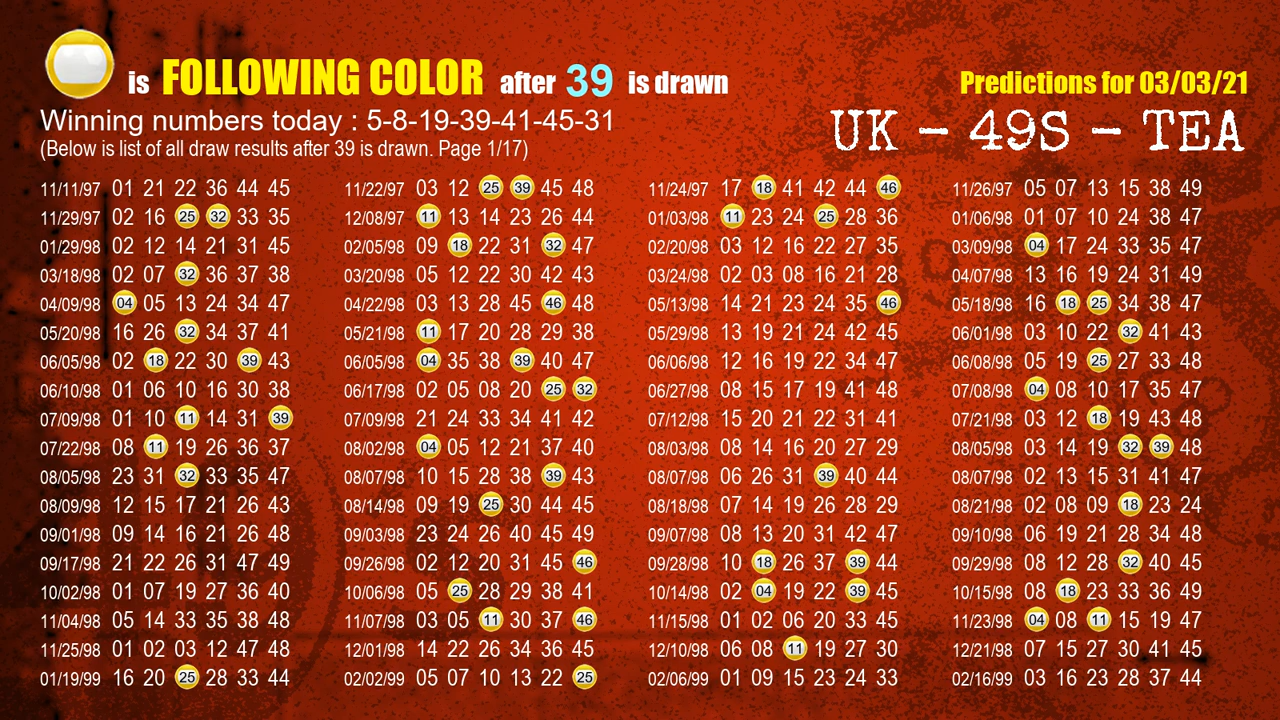 is FOLLOWING COLOR after 39 is drawn
Predictions for 03/03/21
Winning numbers today : 5-8-19-39-41-45-31
UK - 49S - TEA
(Below is list of all draw results after 39 is drawn. Page 1/17)
11/11/97 01 21 22 36 44 45 11/22/97 03 12 25 39 45 48 11/24/97 17 18 41 42 44 46 11/26/97 05 07 13 15 38 49
11/29/97 02 16 25 32 33 35 12/08/97 11 13 14 23 26 44 01/03/98 11 23 24 25 28 36 01/06/98 01 07 10 24 38 47
01/29/98 02 12 14 21 31 45 02/05/98 09 18 22 31 32 47 02/20/98 03 12 16 22 27 35 03/09/98 04 17 24 33 35 47
03/18/98 02 07 32 36 37 38 03/20/98 05 12 22 30 42 43 03/24/98 02 03 08 16 21 28 04/07/98 13 16 19 24 31 49
04/09/98 04 05 13 24 34 47 04/22/98 03 13 28 45 46 48 05/13/98 14 21 23 24 35 46 05/18/98 16 18 25 34 38 47
05/20/98 16 26 32 34 37 41 05/21/98 11 17 20 28 29 38 05/29/98 13 19 21 24 42 45 06/01/98 03 10 22 32 41 43
06/05/98 02 18 22 30 39 43 06/05/98 04 35 38 39 40 47 06/06/98 12 16 19 22 34 47 06/08/98 05 19 25 27 33 48
06/10/98 01 06 10 16 30 38 06/17/98 02 05 08 20 25 32 06/27/98 08 15 17 19 41 48 07/08/98 04 08 10 17 35 47
07/09/98 01 10 11 14 31 39 07/09/98 21 24 33 34 41 42 07/12/98 15 20 21 22 31 41 07/21/98 03 12 18 19 43 48
07/22/98 08 11 19 26 36 37 08/02/98 04 05 12 21 37 40 08/03/98 08 14 16 20 27 29 08/05/98 03 14 19 32 39 48
08/05/98 23 31 32 33 35 47 08/07/98 10 15 28 38 39 43 08/07/98 06 26 31 39 40 44 08/07/98 02 13 15 31 41 47
08/09/98 12 15 17 21 26 43 08/14/98 09 19 25 30 44 45 08/18/98 07 14 19 26 28 29 08/21/98 02 08 09 18 23 24
09/01/98 09 14 16 21 26 48 09/03/98 23 24 26 40 45 49 09/07/98 08 13 20 31 42 47 09/10/98 06 19 21 28 34 48
09/17/98 21 22 26 31 47 49 09/26/98 02 12 20 31 45 46 09/28/98 10 18 26 37 39 44 09/29/98 08 12 28 32 40 45
10/02/98 01 07 19 27 36 40 10/06/98 05 25 28 29 38 41 10/14/98 02 04 19 22 39 45 10/15/98 08 18 23 33 36 49
11/04/98 05 14 33 35 38 48 11/07/98 03 05 11 30 37 46 11/15/98 01 02 06 20 33 45 11/23/98 04 08 11 15 19 47
11/25/98 01 02 03 12 47 48 12/01/98 14 22 26 34 36 45 12/10/98 06 08 11 19 27 30 12/21/98 07 15 27 30 41 45
01/19/99 16 20 25 28 33 44 02/02/99 05 07 10 13 22 25 02/06/99 01 09 15 23 24 33 02/16/99 03 16 23 28 37 44